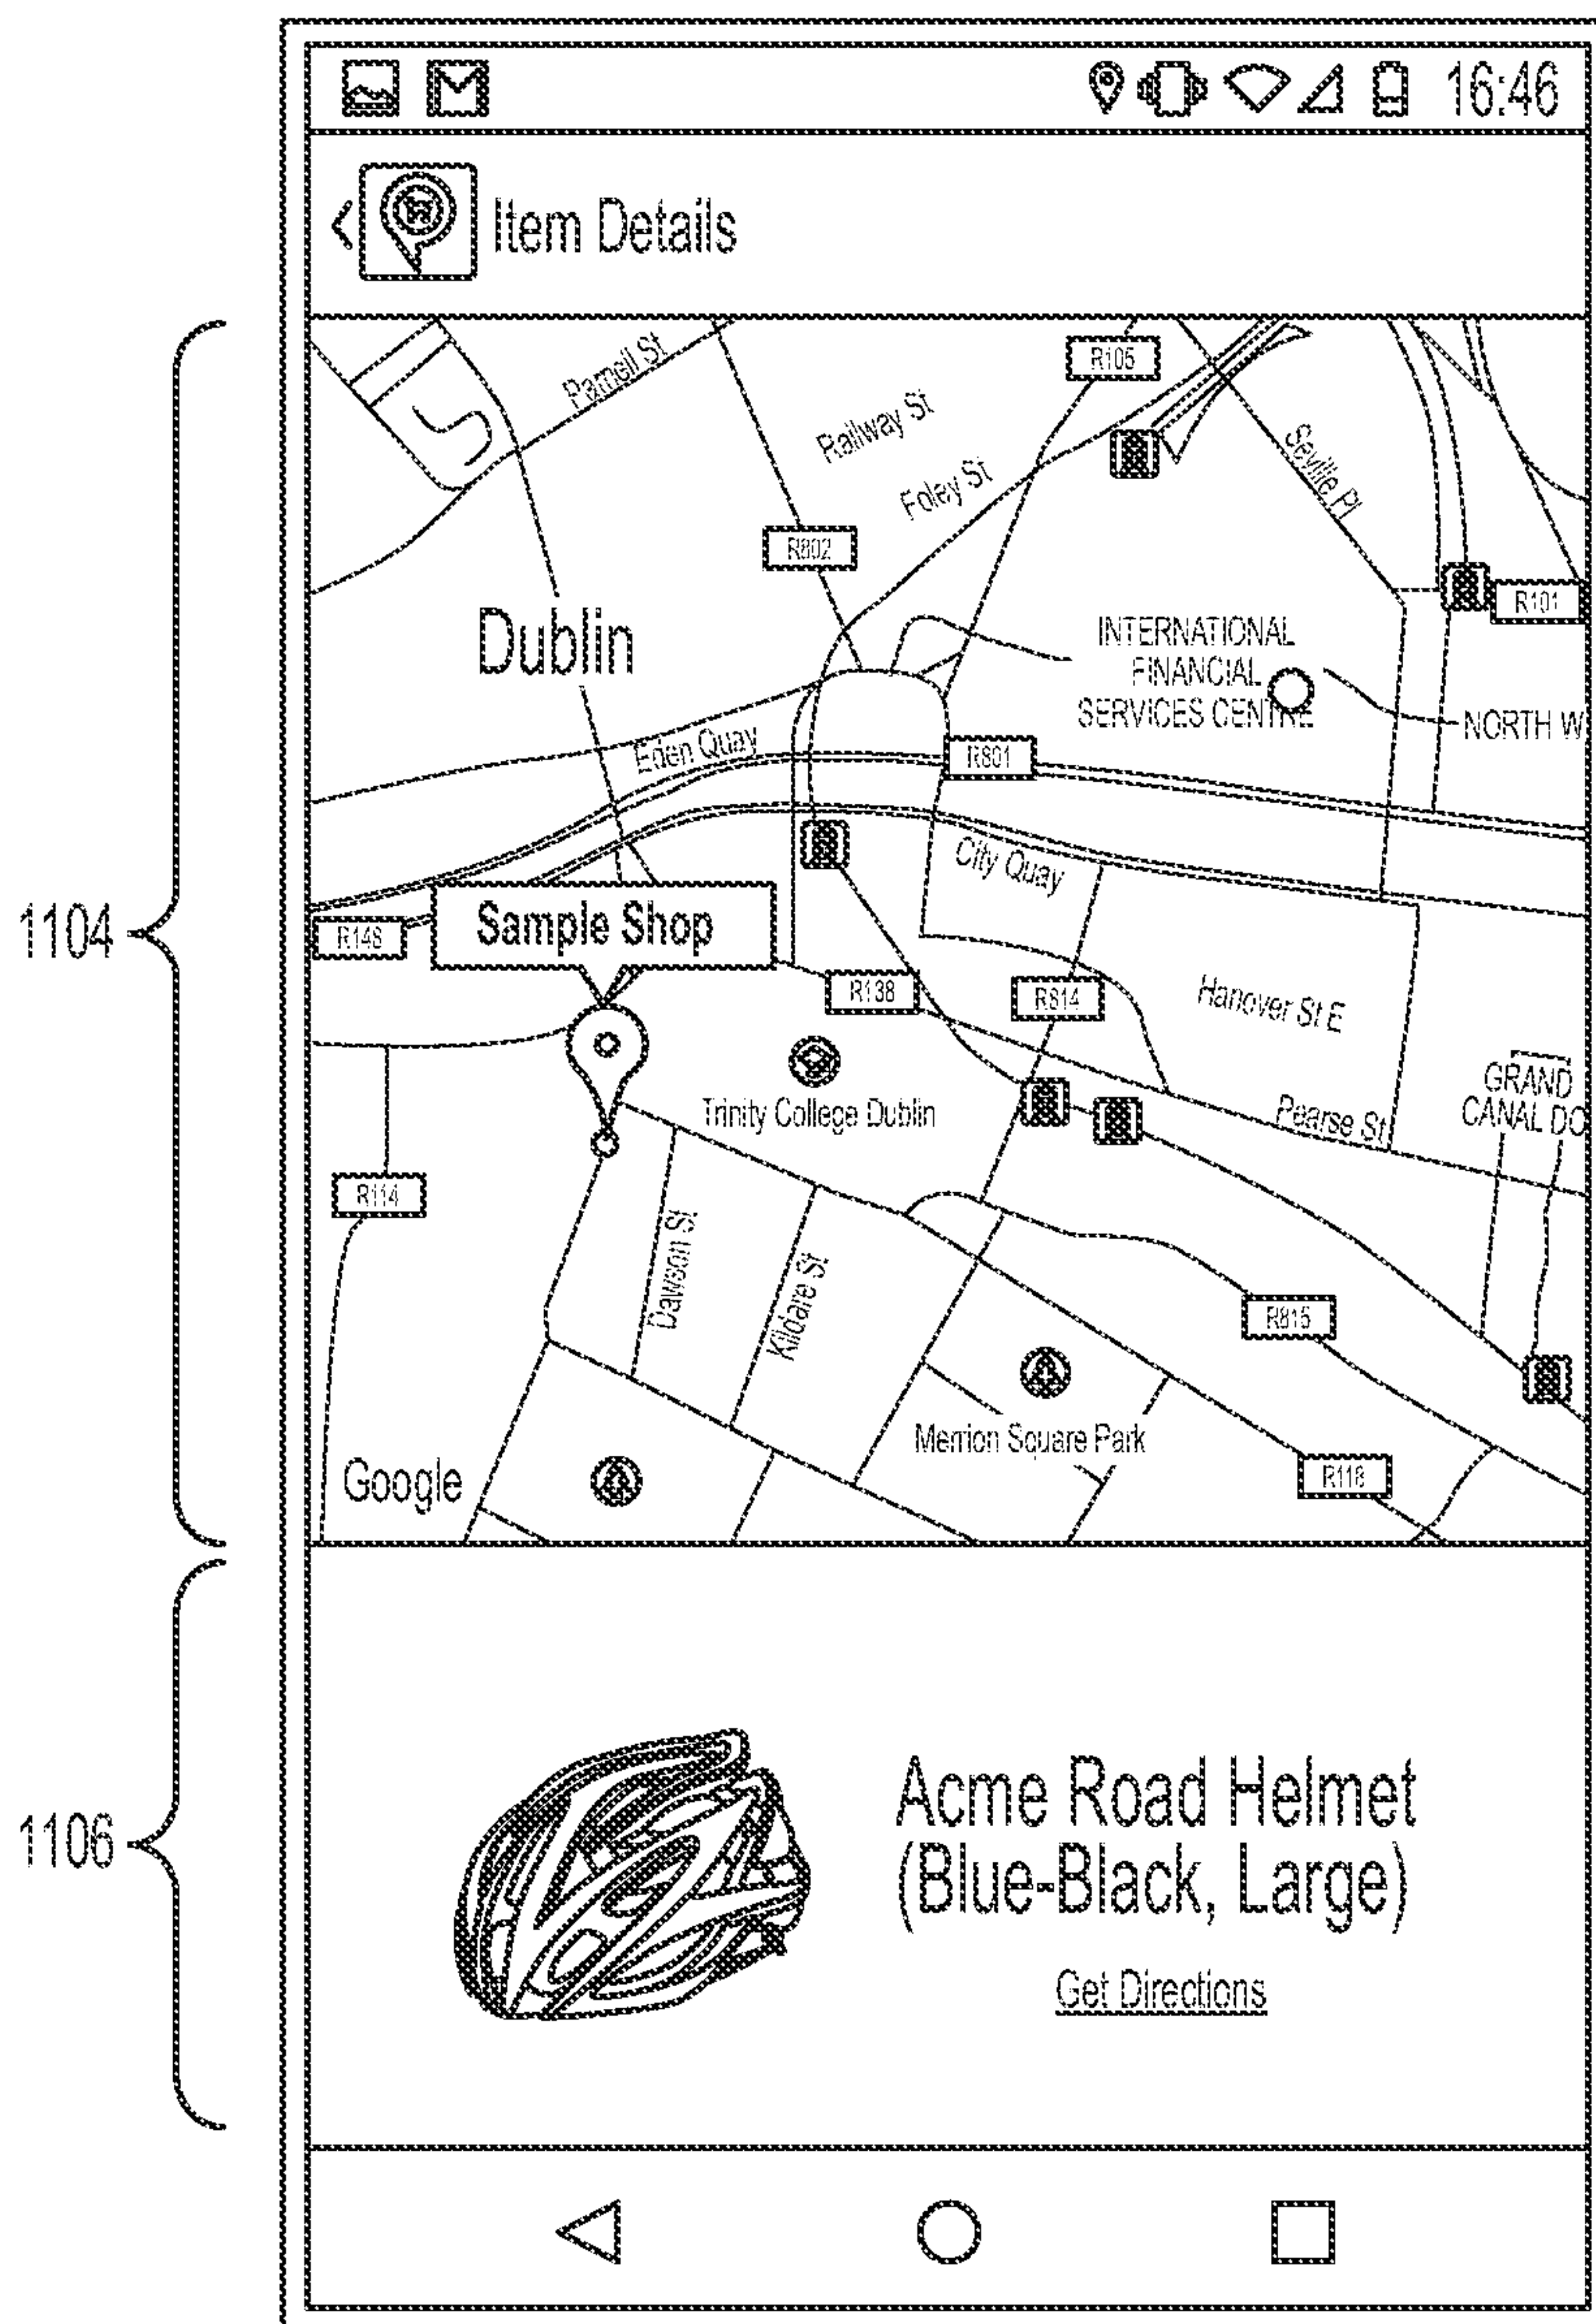 16:46
Item Details
Parnell St
R105
Railway St
Seville Pl
Foley St
R802
R101
Dublin
INTERNATIONAL
FINANCIAL
SERVICES CENTRE
NORTH W
Eden Quay
R801
City Quay
1104
R148
Sample Shop
R138
R814
Hanover St E
Trinity College Dublin
Pearse St
GRAND
CANAL DO
R114
Dawson St
Kildare St
R815
Merrion Square Park
Google
R118
1106
Acme Road Helmet
(Blue-Black, Large)
Get Directions